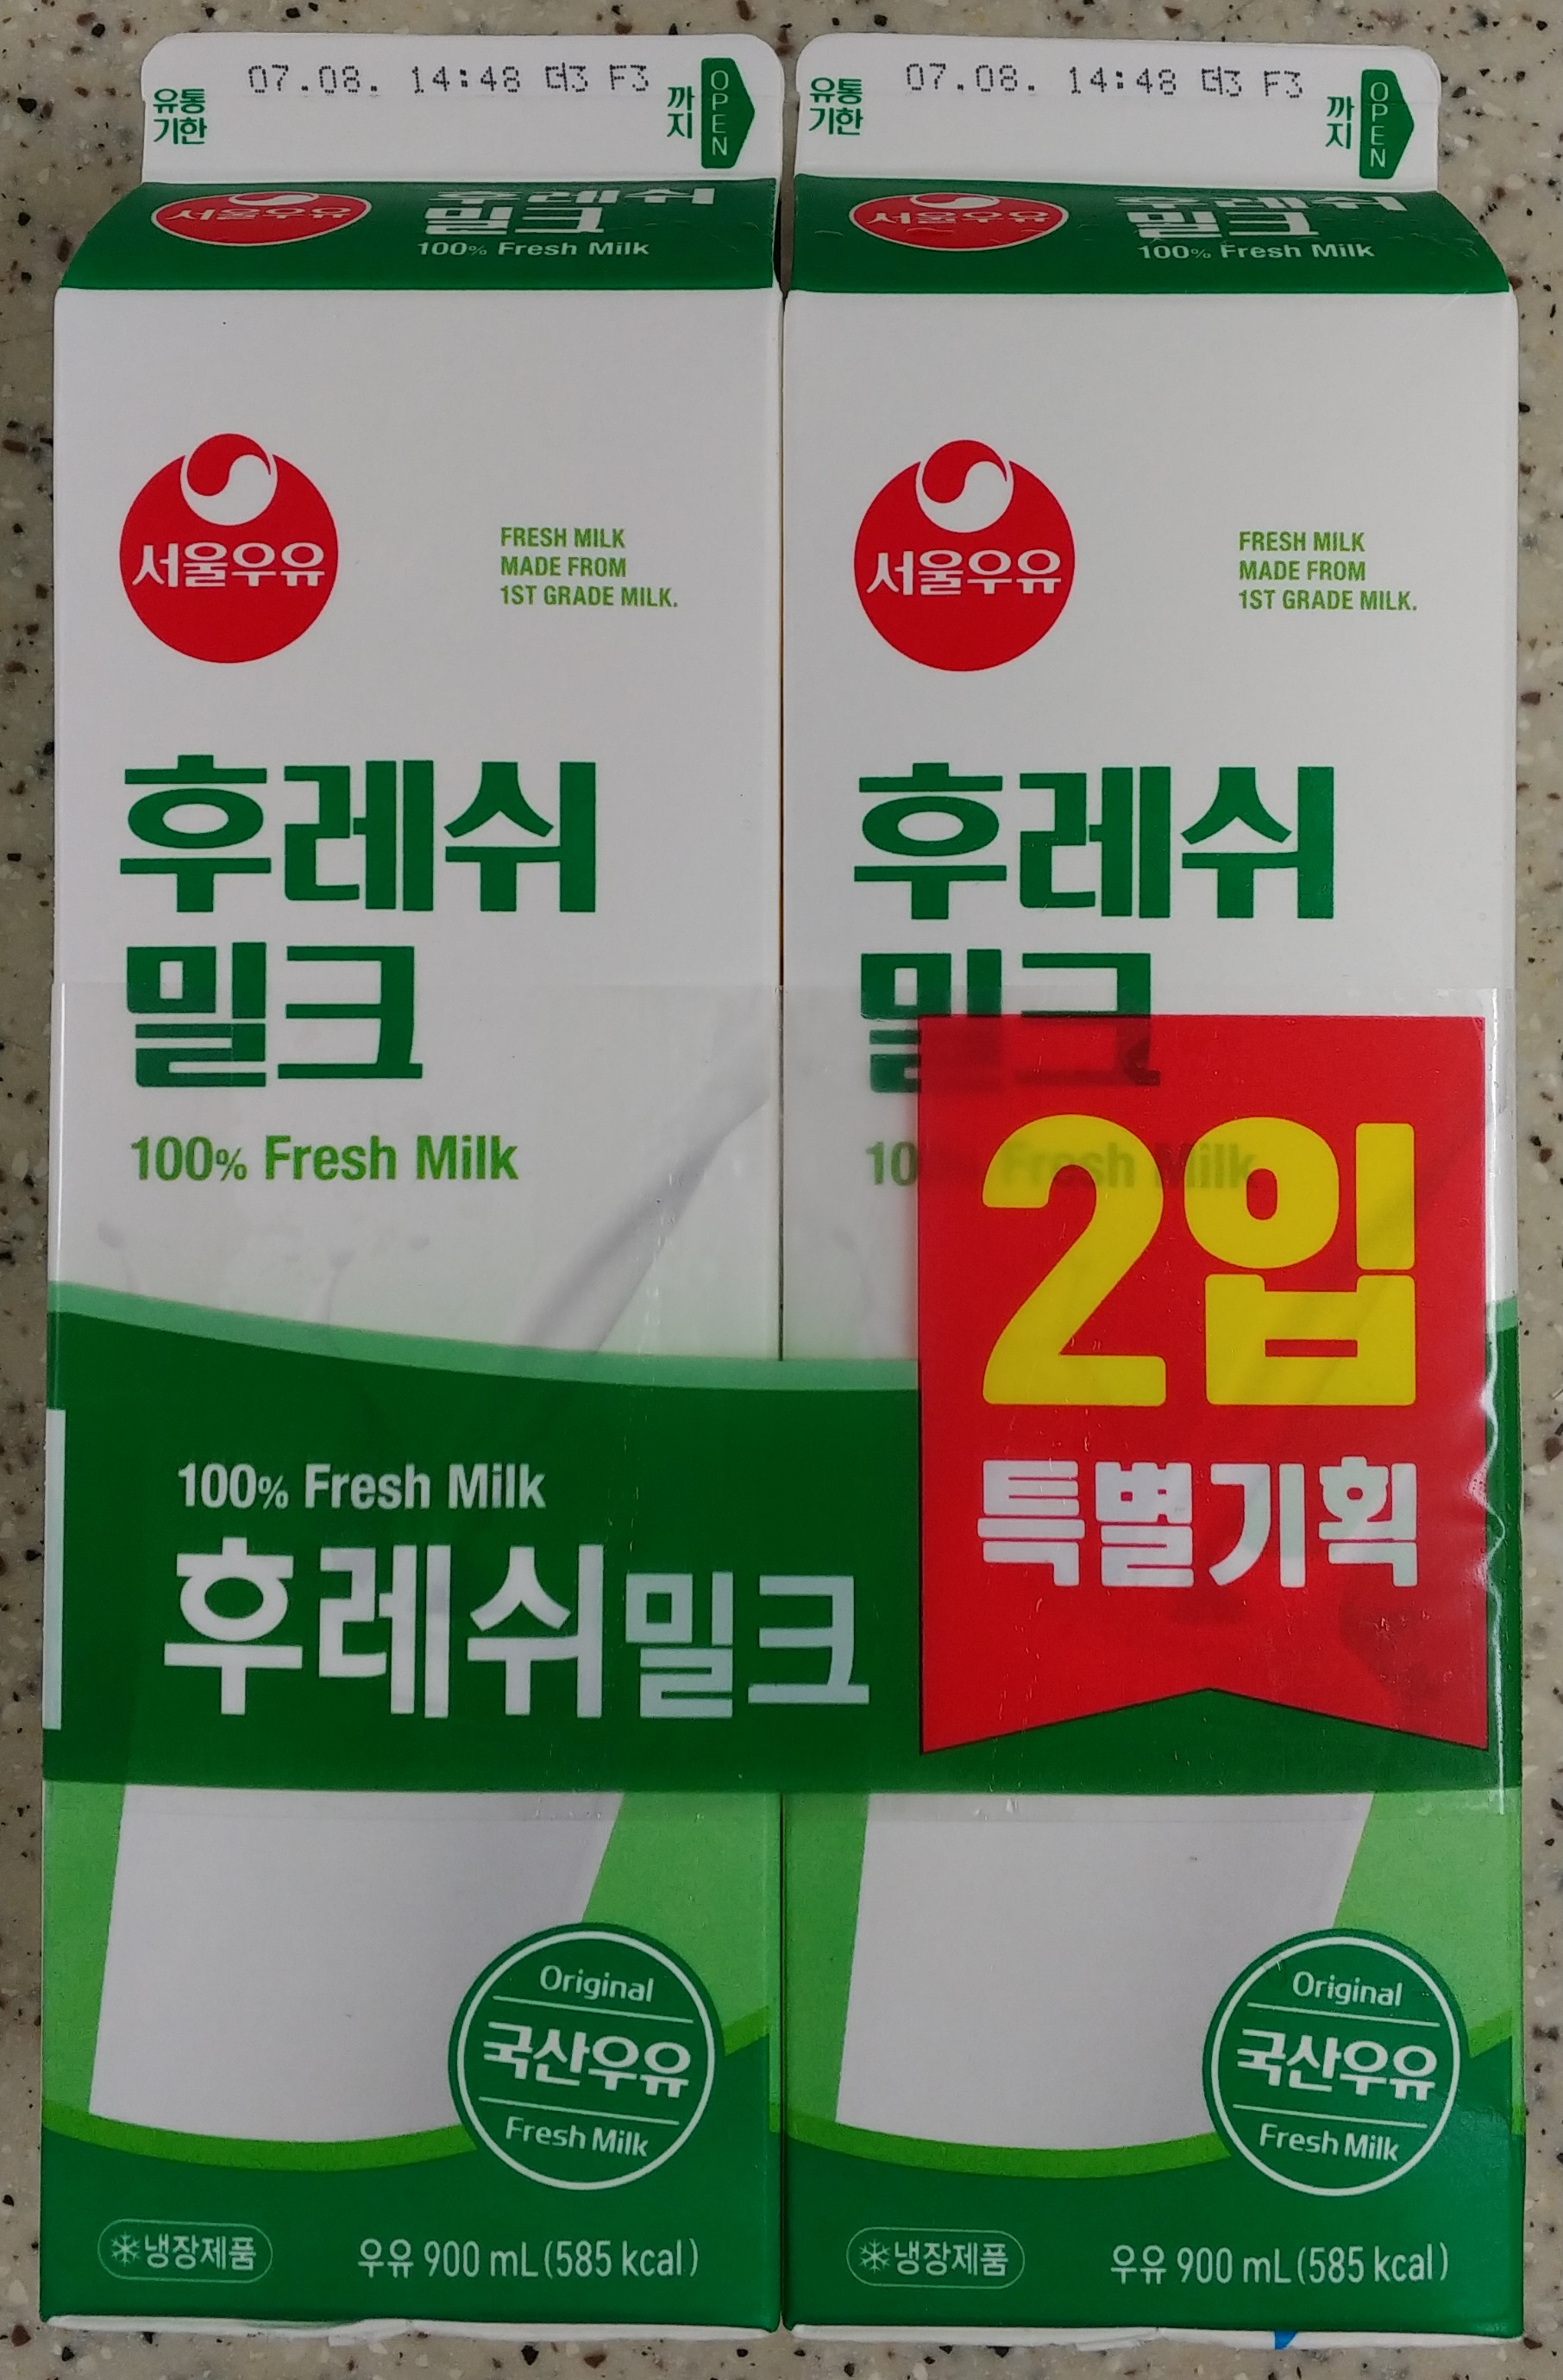 유통
기한
07.08. 14:48 더3 F3
까
지
OPEN
서울우유
후레쉬
밀크
100% Fresh Milk
서울우유
FRESH MILK
MADE FROM
1ST GRADE MILK.
후레쉬
밀크
100% Fresh Milk
유통
기한
07.08. 14:48 더3 F3
까
지
OPEN
서울우유
후레쉬
밀크
100% Fresh Milk
서울우유
FRESH MILK
MADE FROM
1ST GRADE MILK.
후레쉬
밀크
100% Fresh Milk
100% Fresh Milk
후레쉬밀크
2입
특별기획
Original
국산우유
Fresh Milk
냉장제품
우유 900 mL(585 kcal)
Original
국산우유
Fresh Milk
냉장제품
우유 900 mL(585 kcal)